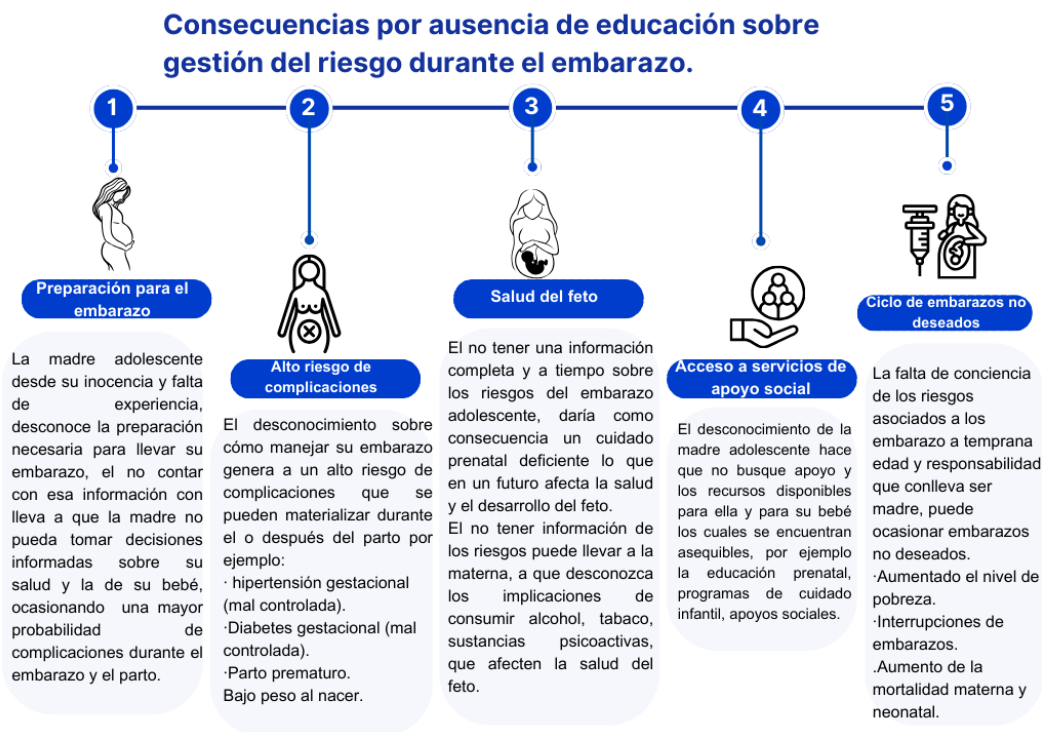 Consecuencias por ausencia de educación sobre
gestión del riesgo durante el embarazo.
1
2
3
4
5
Preparación para el
embarazo
La madre adolescente
desde su inocencia y falta
de experiencia,
desconoce la preparación
necesaria para llevar su
embarazo, el no contar
con esa información con
lleva a que la madre no
pueda tomar decisiones
informadas sobre su
salud y la de su bebé,
ocasionando una mayor
probabilidad de
complicaciones durante el
embarazo y el parto.
Alto riesgo de
complicaciones
El desconocimiento sobre
cómo manejar su embarazo
genera a un alto riesgo de
complicaciones que se
pueden materializar durante
el o después del parto por
ejemplo:
· hipertensión gestacional
(mal controlada).
·Diabetes gestacional (mal
controlada).
·Parto prematuro.
Bajo peso al nacer.
Salud del feto
El no tener una información
completa y a tiempo sobre
los riesgos del embarazo
adolescente, daría como
consecuencia un cuidado
prenatal deficiente lo que
en un futuro afecta la salud
y el desarrollo del feto.
El no tener información de
los riesgos puede llevar a la
materna, a que desconozca
los implicaciones de
consumir alcohol, tabaco,
sustancias psicoactivas,
que afecten la salud del
feto.
Acceso a servicios de
apoyo social
El desconocimiento de la
madre adolescente hace
que no busque apoyo y
los recursos disponibles
para ella y para su bebé
los cuales se encuentran
asequibles, por ejemplo
la educación prenatal,
programas de cuidado
infantil, apoyos sociales.
Ciclo de embarazos no
deseados
La falta de conciencia
de los riesgos
asociados a los
embarazo a temprana
edad y responsabilidad
que conlleva ser
madre, puede
ocasionar embarazos
no deseados.
·Aumentado el nivel de
pobreza.
·Interrupciones de
embarazos.
.Aumento de la
mortalidad materna y
neonatal.